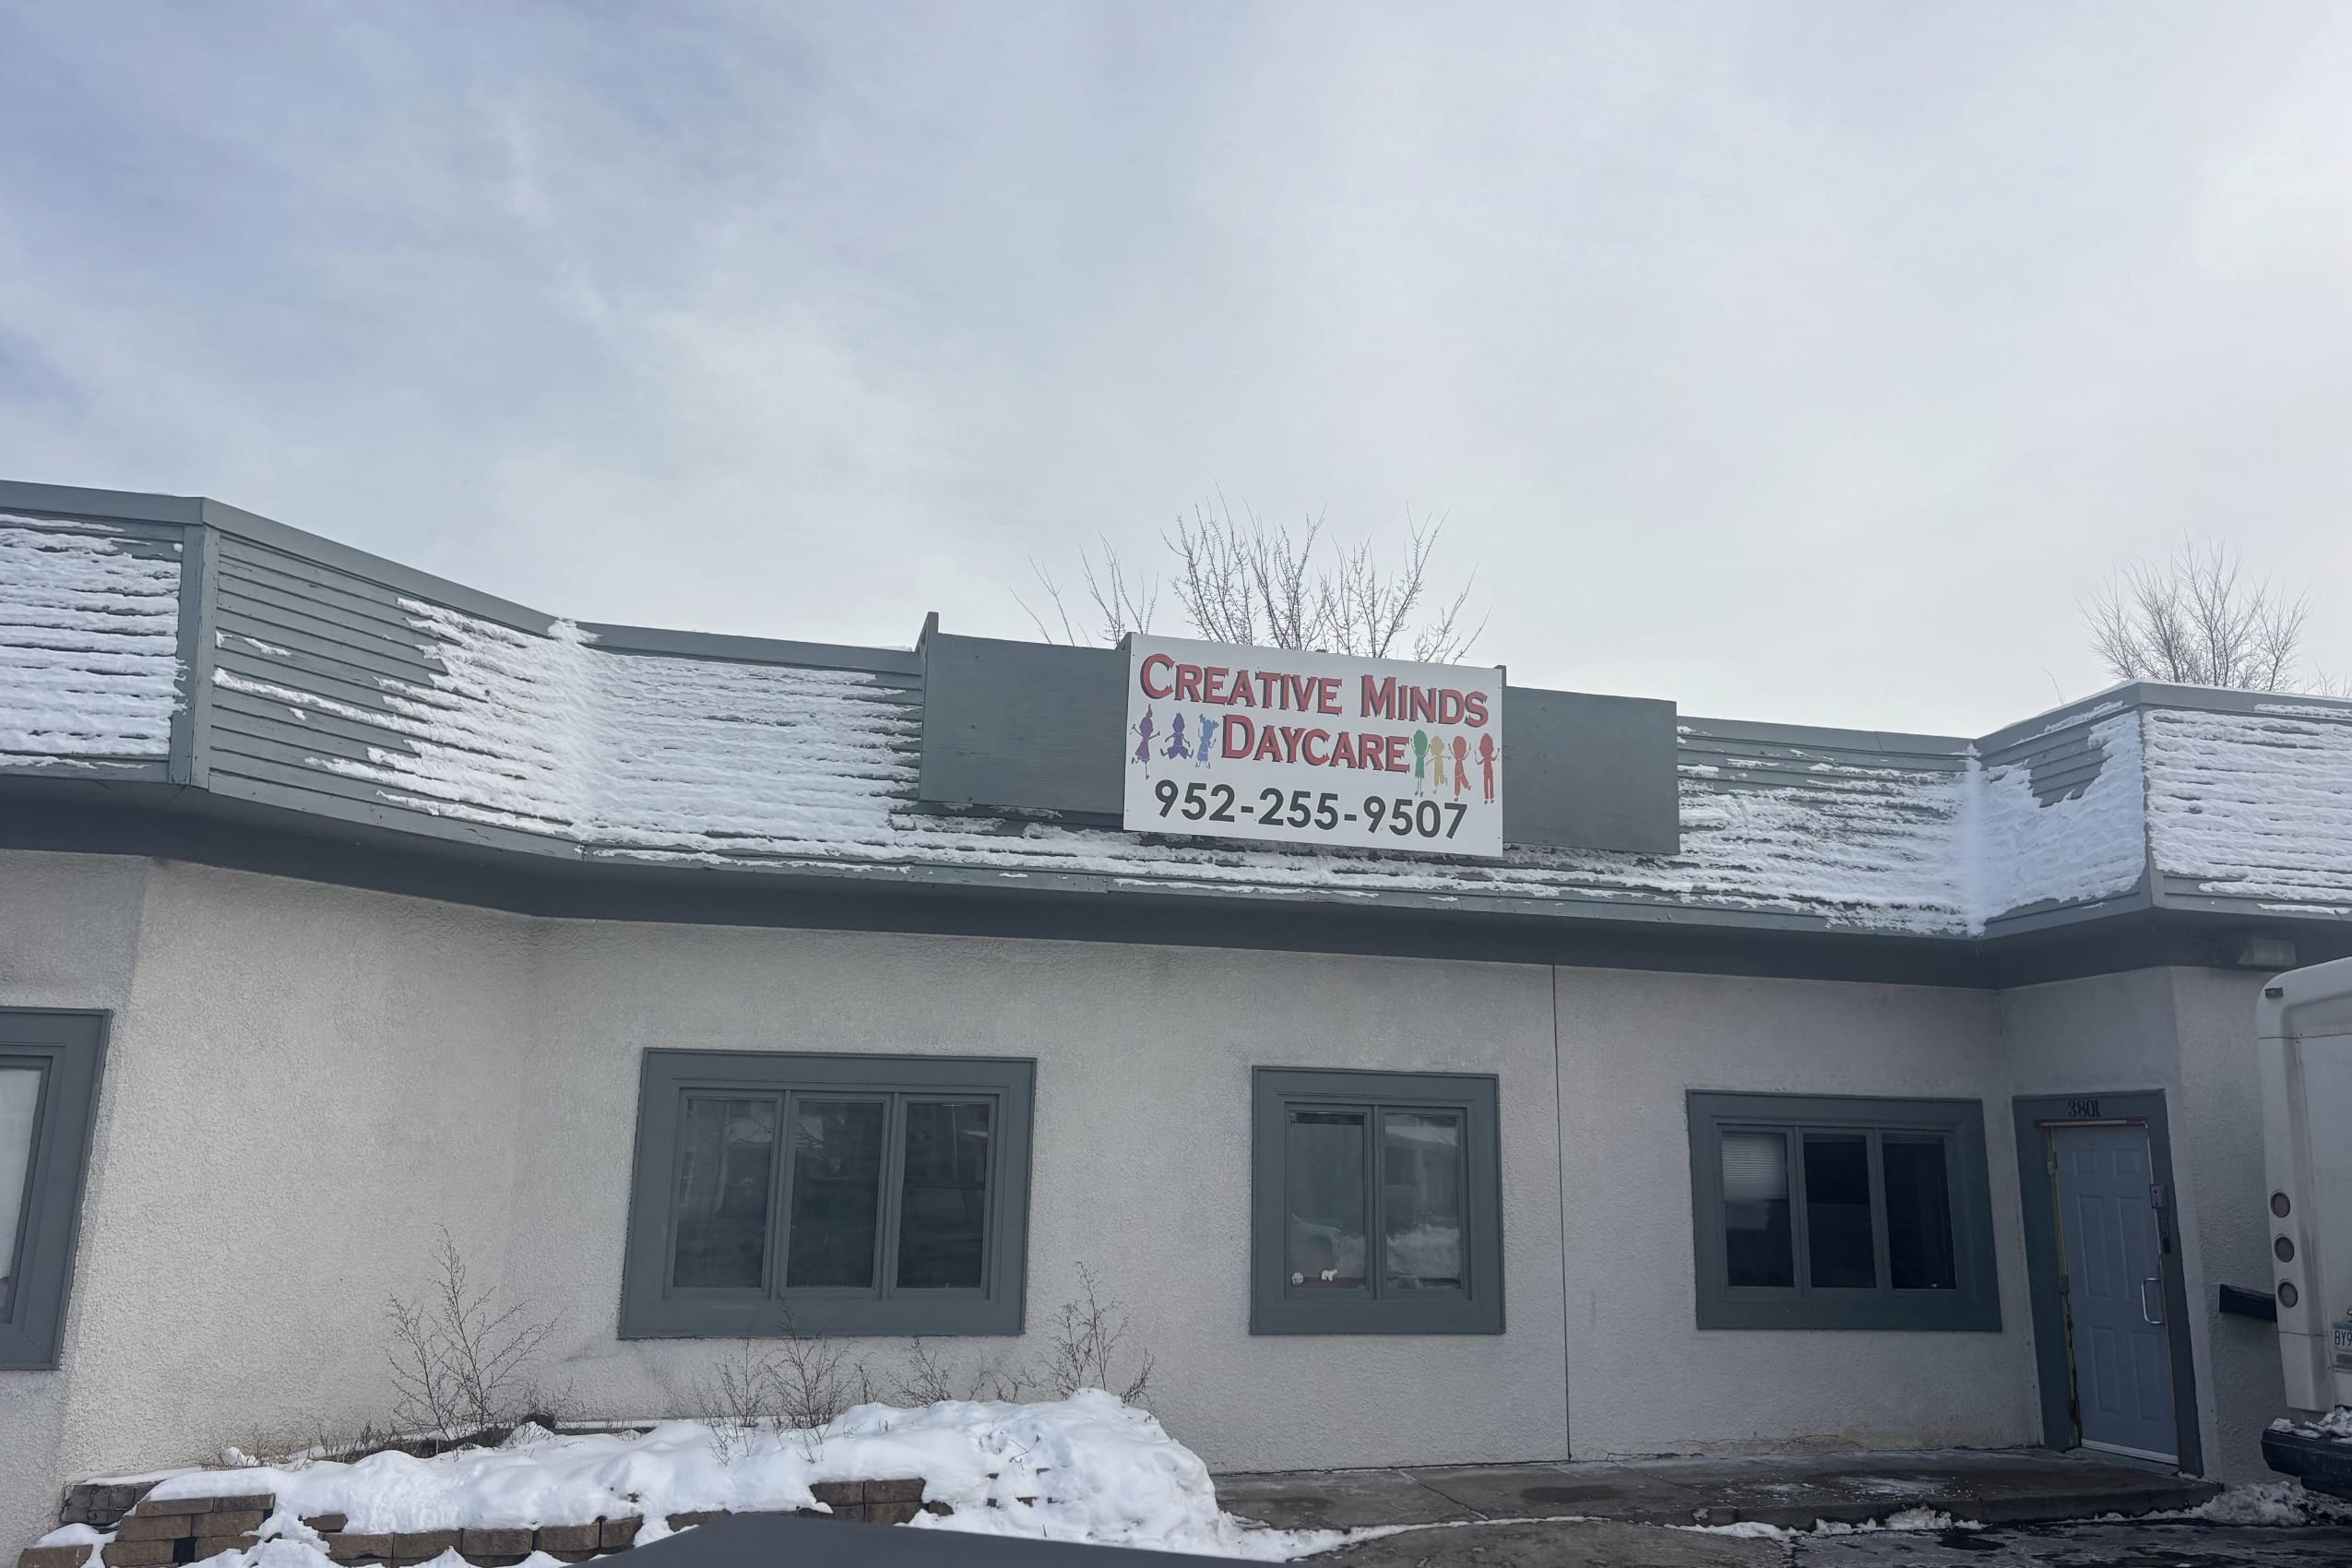 CREATIVE MINDS
DAYCARE
952-255-9507
3801